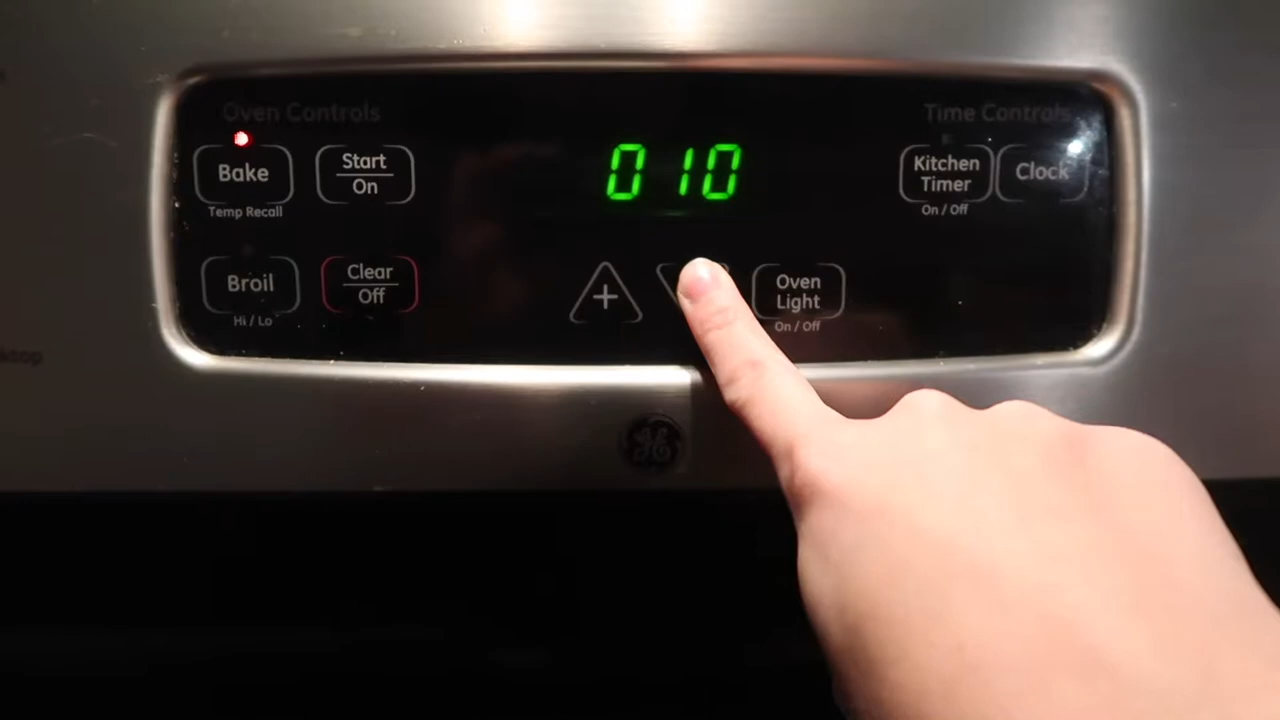 Oven Controls
Time Controls
Bake
Temp Recall
Start
On
010
Kitchen
Timer
On / Off
Clock
Broil
Hi / Lo
Clear
Off
+
Oven
Light
On / Off
GE